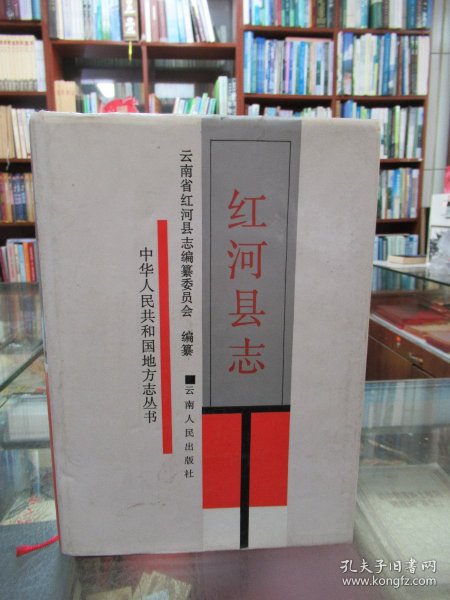 红河县志
云南省红河县志编纂委员会 编纂
云南人民出版社
中华人民共和国地方志丛书
孔夫子旧书网
www.kongfz.com